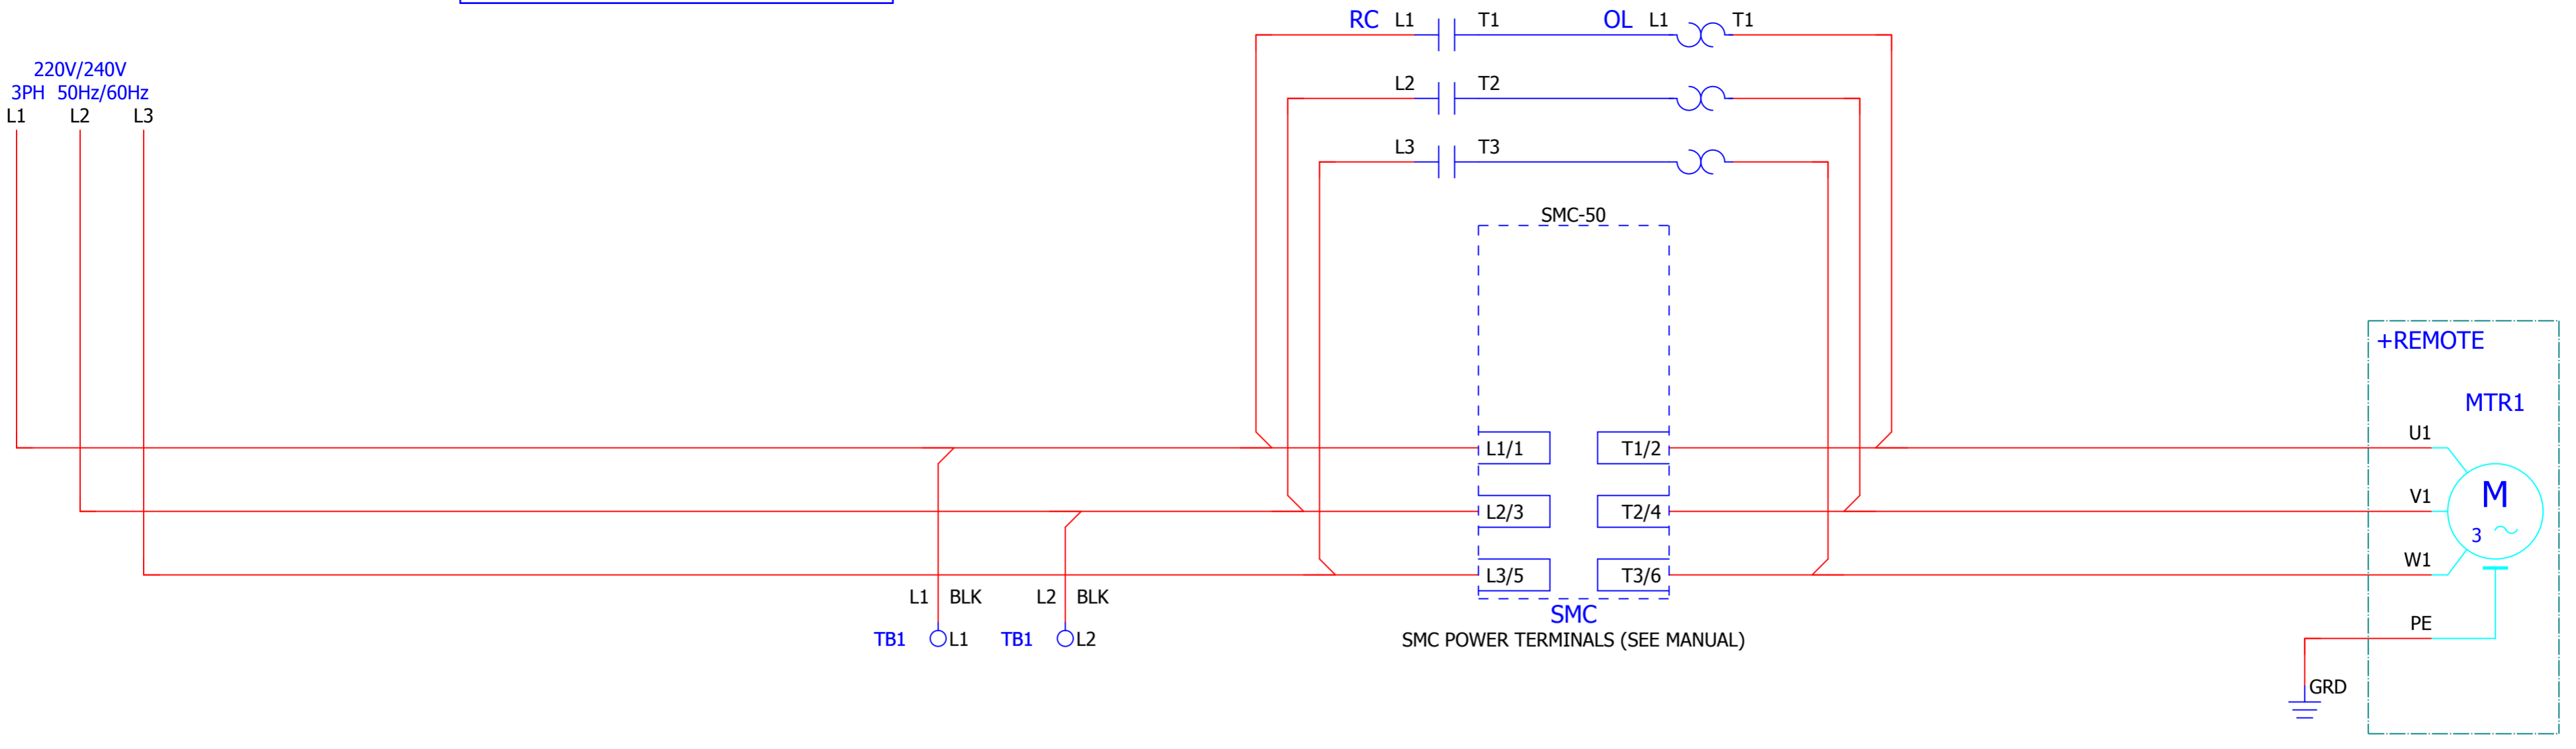 RC L1 T1 OL L1 T1
220V/240V
3PH 50Hz/60Hz
L1 L2 L3
L2 T2
L3 T3
SMC-50
+REMOTE
MTR1
L1/1 T1/2 U1
L2/3 T2/4 V1
M
3
L3/5 T3/6 W1
L1 BLK L2 BLK
SMC
TB1 L1 TB1 L2
SMC POWER TERMINALS (SEE MANUAL)
PE
GRD